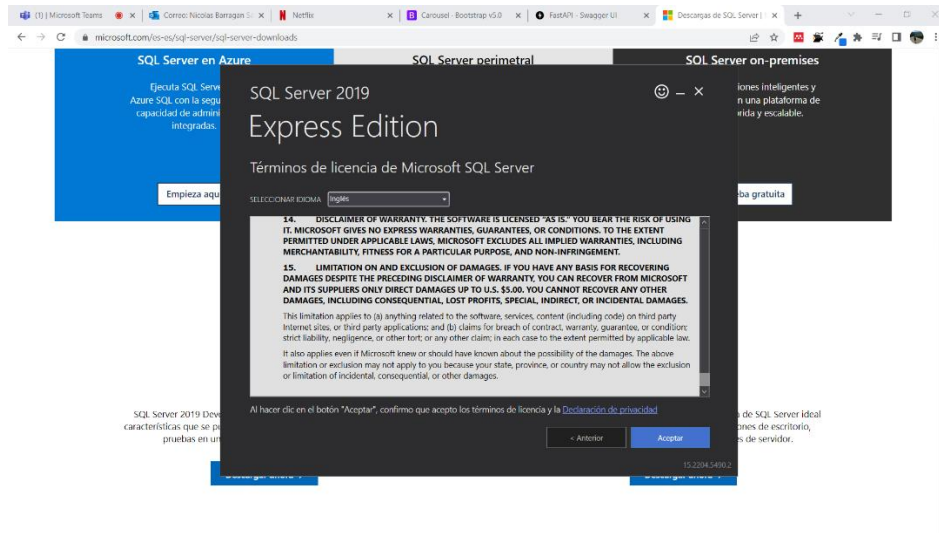 (1) | Microsoft Teams
Correo: Nicolas Barragan S
Netflix
Carousel · Bootstrap v5.0
FastAPI - Swagger UI
Descargas de SQL Server |
microsoft.com/es-es/sql-server/sql-server-downloads
SQL Server en Azure
SQL Server perimetral
SQL Server on-premises
Ejecuta SQL Serve
Azure SQL con la segu
capacidad de admini
integradas.
iones inteligentes y
n una plataforma de
rida y escalable.
Empieza aqu
ba gratuita
SQL Server 2019
Express Edition
Términos de licencia de Microsoft SQL Server
SELECCIONAR IDIOMA
Inglés
14. DISCLAIMER OF WARRANTY. THE SOFTWARE IS LICENSED "AS IS." YOU BEAR THE RISK OF USING
IT. MICROSOFT GIVES NO EXPRESS WARRANTIES, GUARANTEES, OR CONDITIONS. TO THE EXTENT
PERMITTED UNDER APPLICABLE LAWS, MICROSOFT EXCLUDES ALL IMPLIED WARRANTIES, INCLUDING
MERCHANTABILITY, FITNESS FOR A PARTICULAR PURPOSE, AND NON-INFRINGEMENT.
15. LIMITATION ON AND EXCLUSION OF DAMAGES. IF YOU HAVE ANY BASIS FOR RECOVERING
DAMAGES DESPITE THE PRECEDING DISCLAIMER OF WARRANTY, YOU CAN RECOVER FROM MICROSOFT
AND ITS SUPPLIERS ONLY DIRECT DAMAGES UP TO U.S. $5.00. YOU CANNOT RECOVER ANY OTHER
DAMAGES, INCLUDING CONSEQUENTIAL, LOST PROFITS, SPECIAL, INDIRECT, OR INCIDENTAL DAMAGES.
This limitation applies to (a) anything related to the software, services, content (including code) on third party
Internet sites, or third party applications; and (b) claims for breach of contract, warranty, guarantee, or condition;
strict liability, negligence, or other tort; or any other claim; in each case to the extent permitted by applicable law.
It also applies even if Microsoft knew or should have known about the possibility of the damages. The above
limitation or exclusion may not apply to you because your state, province, or country may not allow the exclusion
or limitation of incidental, consequential, or other damages.
Al hacer clic en el botón "Aceptar", confirmo que acepto los términos de licencia y la Declaración de privacidad
< Anterior
Aceptar
15.2204.5490.2
SQL Server 2019 Deve
características que se pu
pruebas en un
de SQL Server ideal
ones de escritorio,
s de servidor.